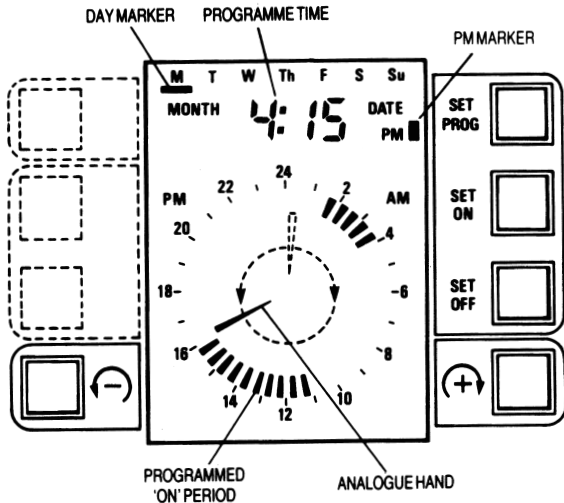 DAY MARKER
PROGRAMME TIME
PM MARKER
M T W Th F S Su
MONTH
4:15
DATE
PM
SET
PROG
SET
ON
SET
OFF
PM
AM
24
2
4
6
8
10
12
14
16
18
20
22
−
+
PROGRAMMED
'ON' PERIOD
ANALOGUE HAND